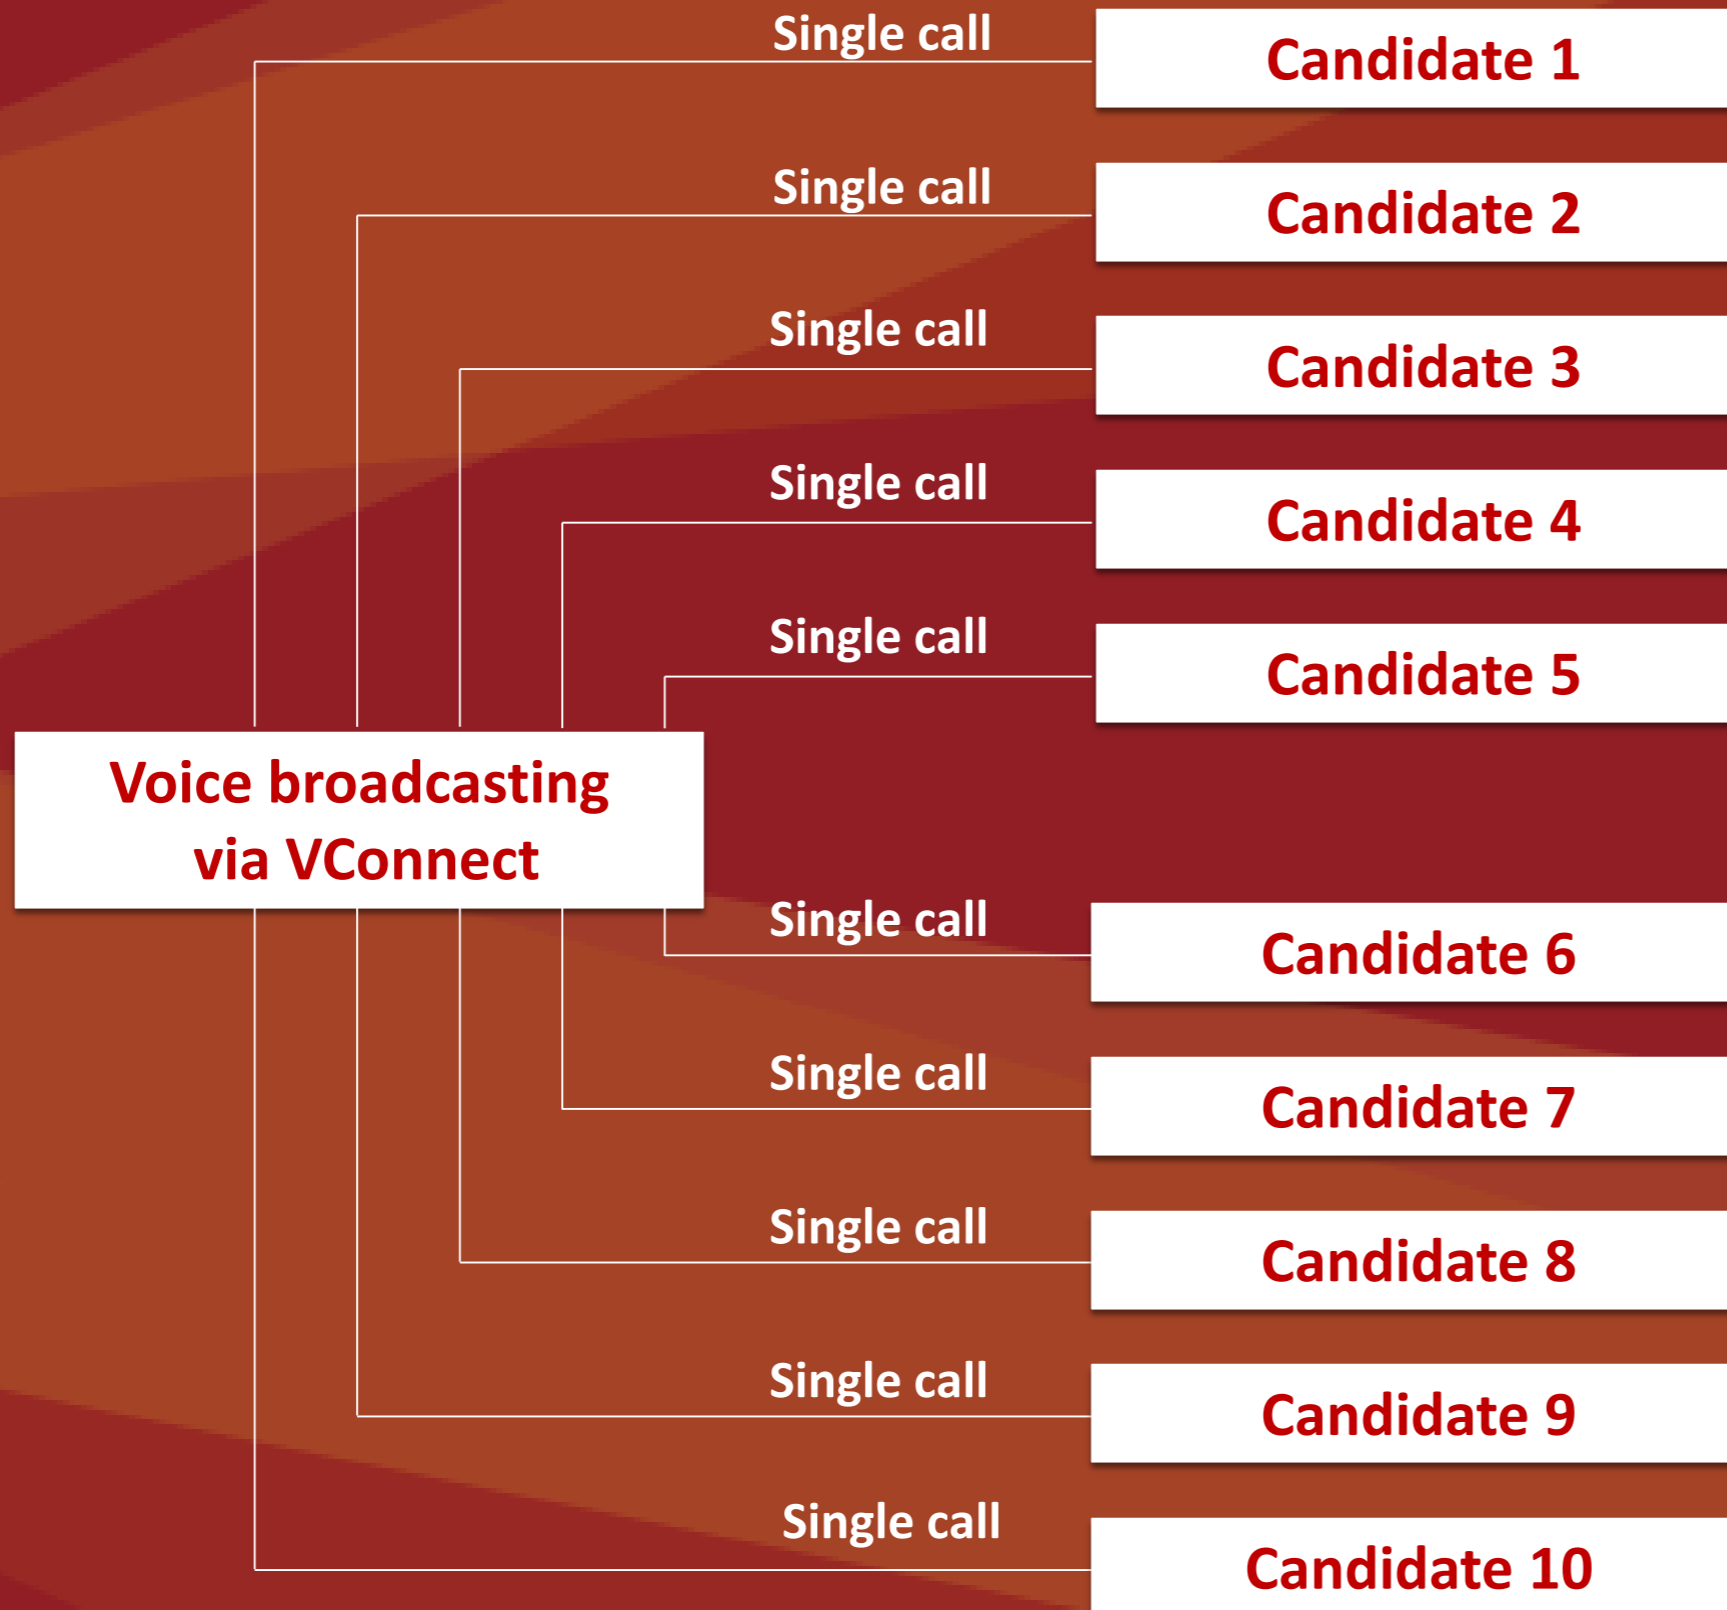 Single call
Candidate 1
Single call
Candidate 2
Single call
Candidate 3
Single call
Candidate 4
Single call
Candidate 5
Voice broadcasting
via VConnect
Single call
Candidate 6
Single call
Candidate 7
Single call
Candidate 8
Single call
Candidate 9
Single call
Candidate 10